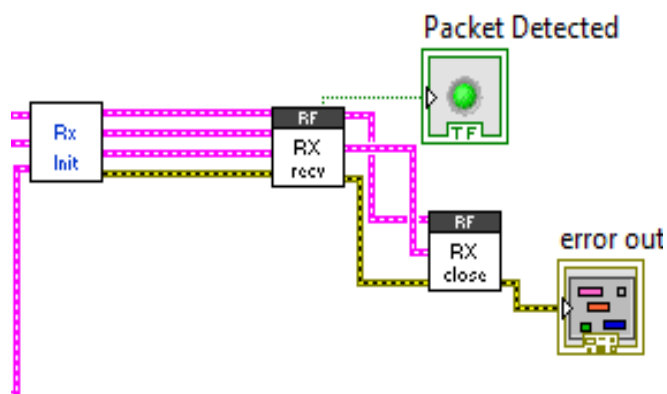 Packet Detected
TF
Rx
Init
RF
RX
recv
RF
RX
close
error out